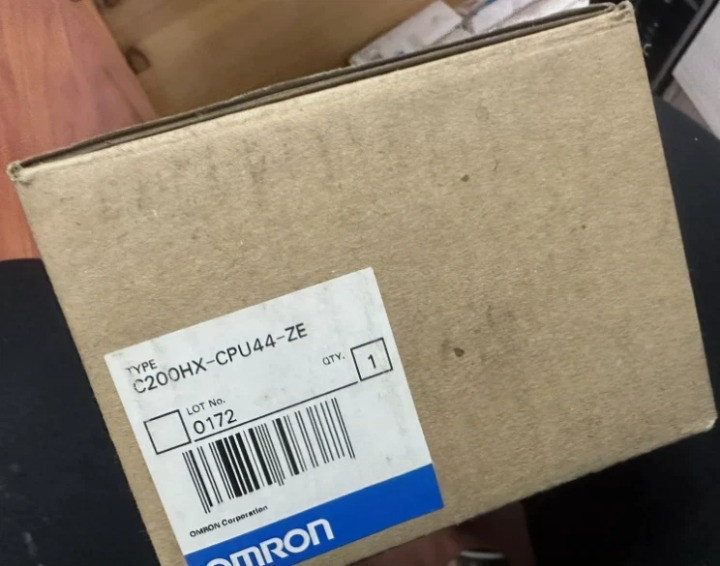 TYPE
C200HX-CPU44-ZE
QTY. 1
LOT No.
0172
OMRON Corporation
OMRON